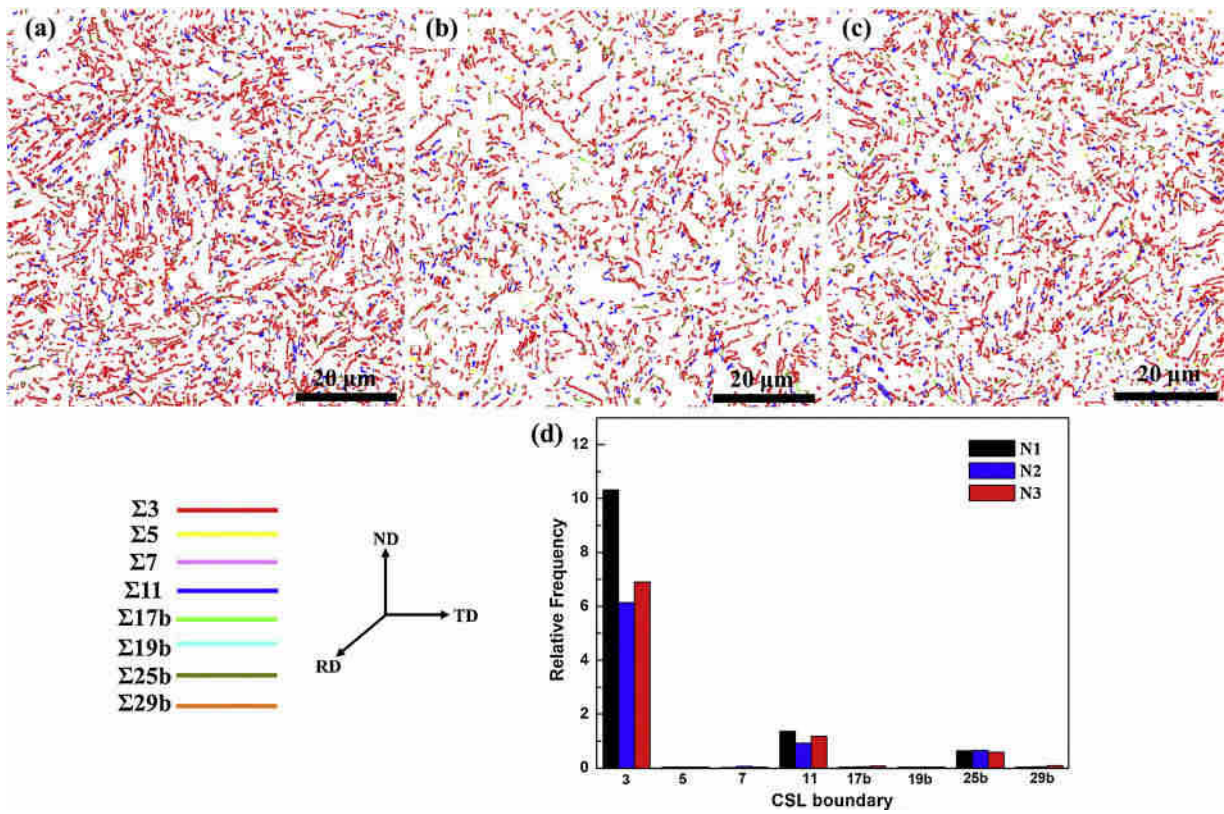 (a)
(b)
(c)
20 μm
20 μm
20 μm
Σ3
Σ5
Σ7
Σ11
Σ17b
Σ19b
Σ25b
Σ29b
ND
TD
RD
(d)
N1
N2
N3
Relative Frequency
12
10
8
6
4
2
0
3 5 7 11 17b 19b 25b 29b
CSL boundary